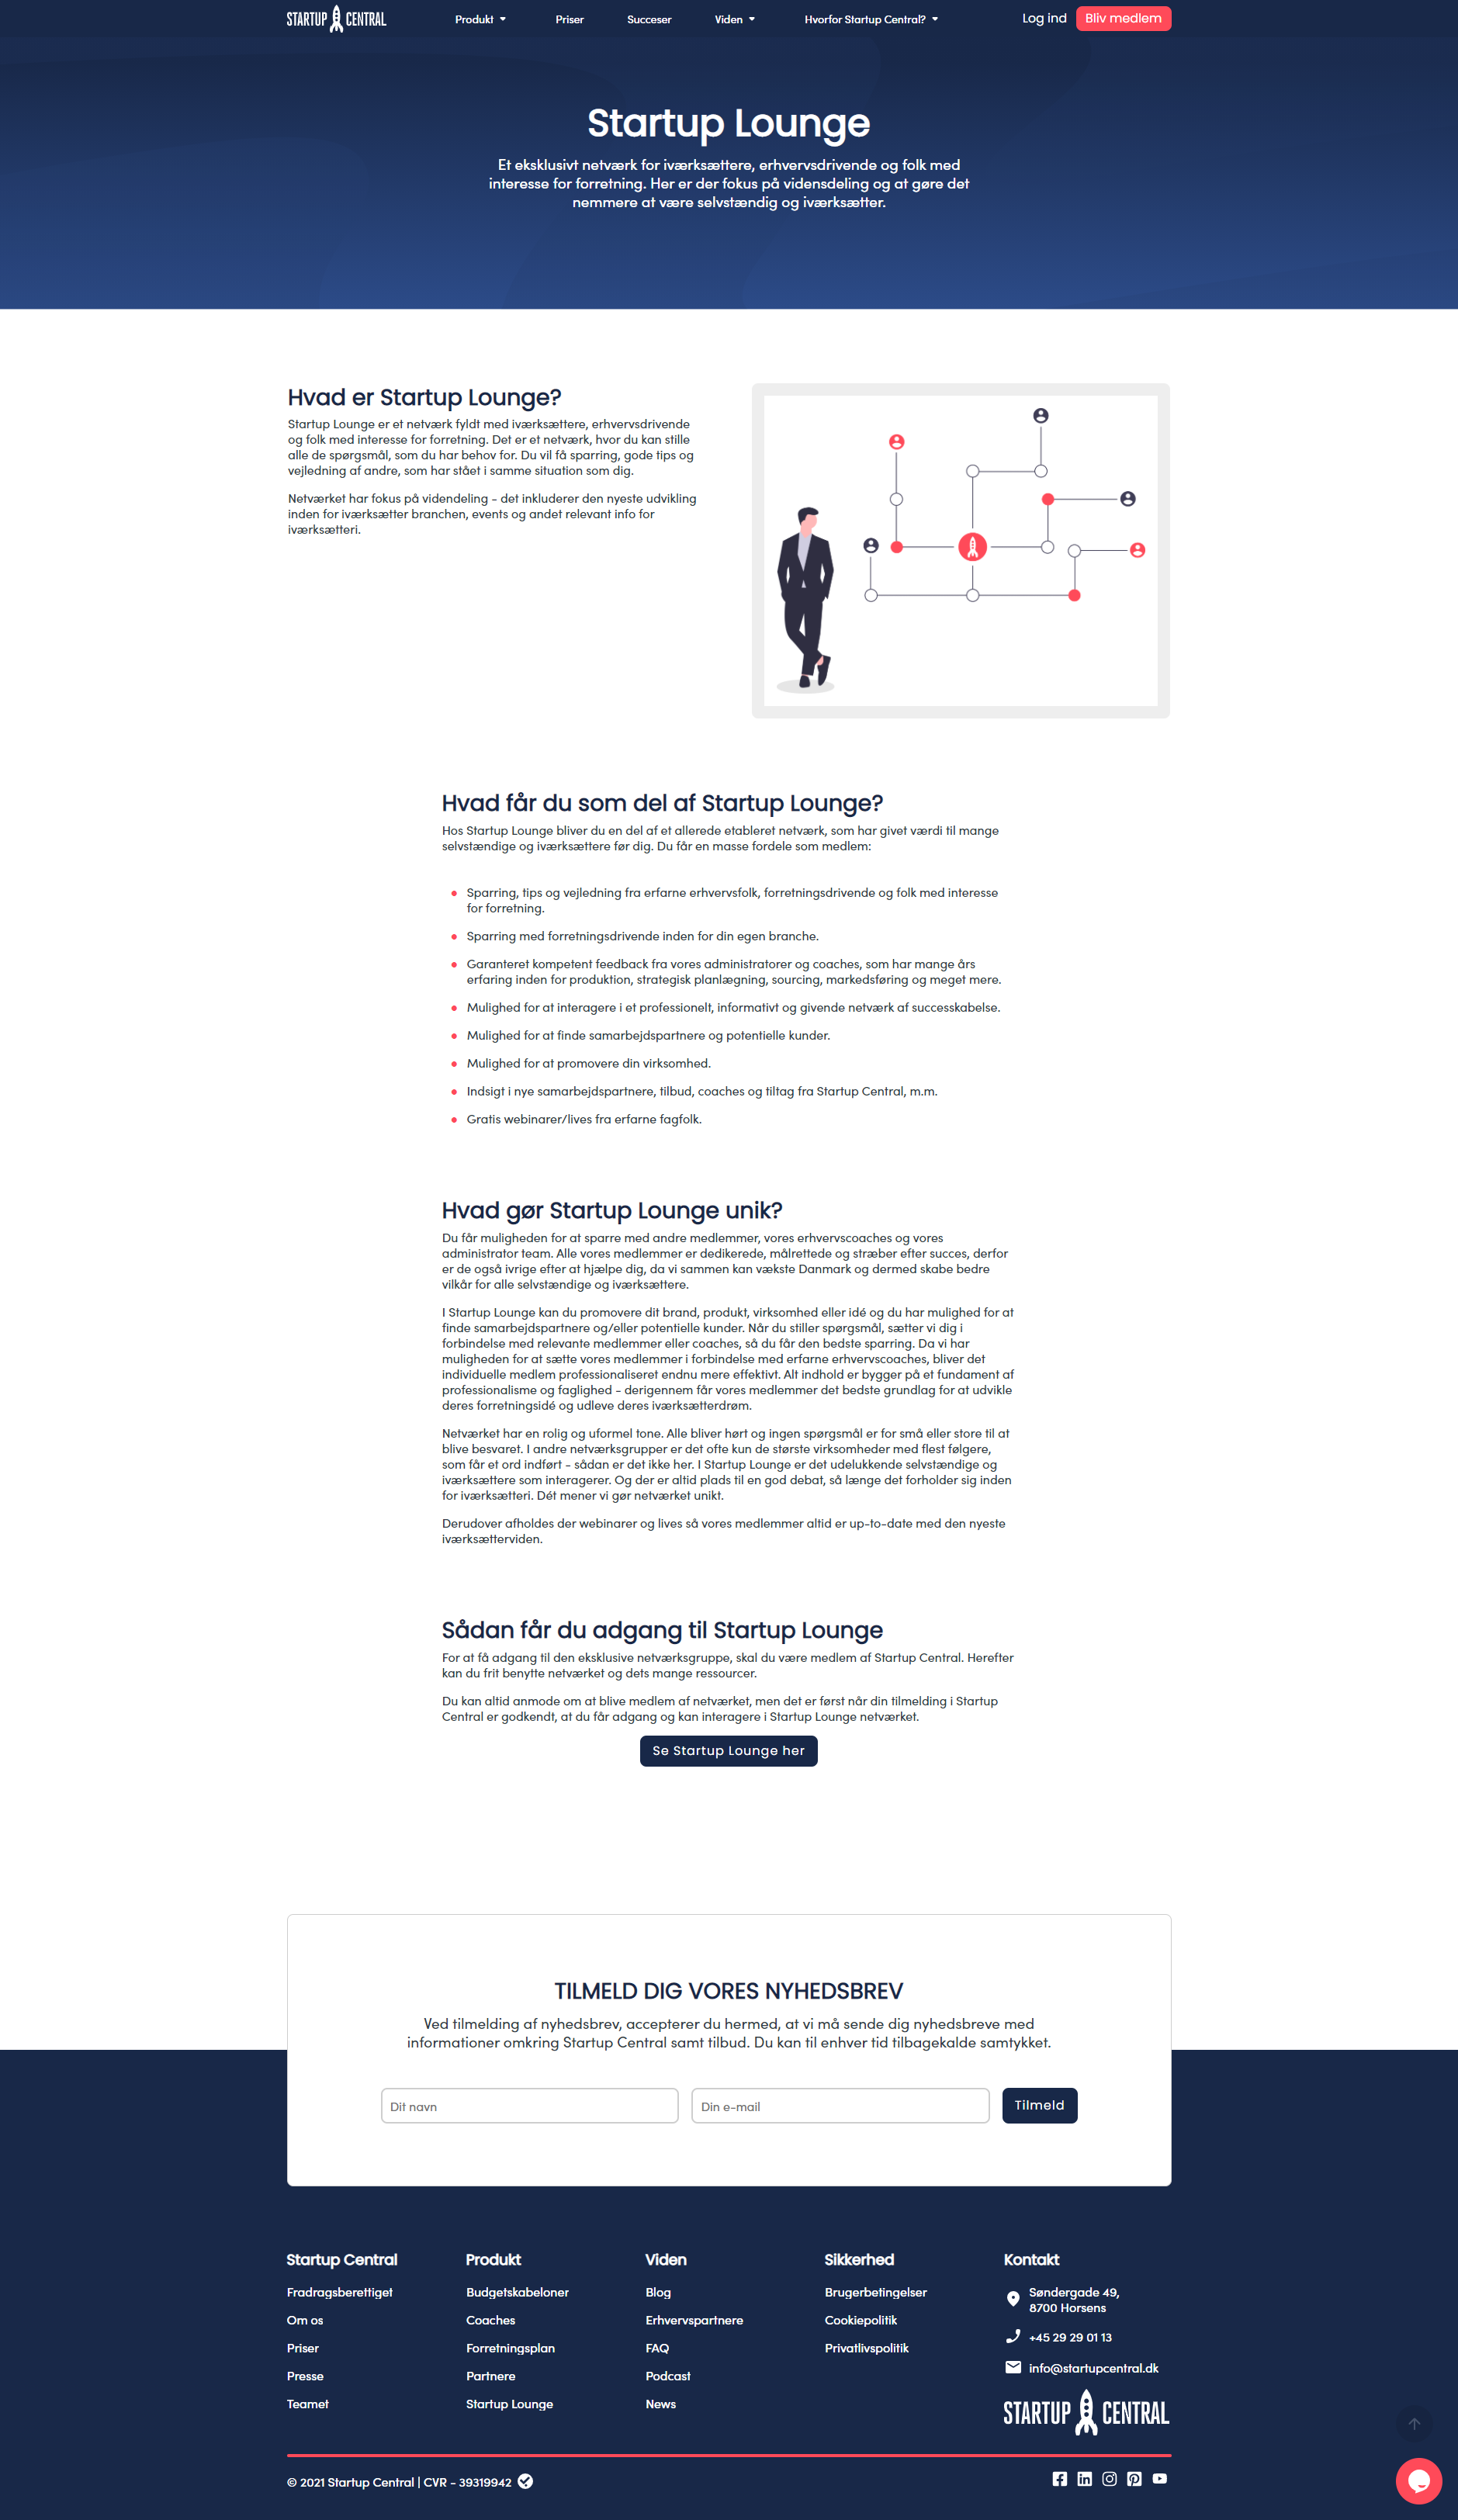 STARTUP CENTRAL
Produkt
Priser
Succeser
Viden
Hvorfor Startup Central?
Log ind
Bliv medlem
Startup Lounge
Et eksklusivt netværk for iværksættere, erhvervsdrivende og folk med
interesse for forretning. Her er der fokus på vidensdeling og at gøre det
nemmere at være selvstændig og iværksætter.
Hvad er Startup Lounge?
Startup Lounge er et netværk fyldt med iværksættere, erhvervsdrivende
og folk med interesse for forretning. Det er et netværk, hvor du kan stille
alle de spørgsmål, som du har behov for. Du vil få sparring, gode tips og
vejledning af andre, som har stået i samme situation som dig.
Netværket har fokus på videndeling - det inkluderer den nyeste udvikling
inden for iværksætter branchen, events og andet relevant info for
iværksætteri.
Hvad får du som del af Startup Lounge?
Hos Startup Lounge bliver du en del af et allerede etableret netværk, som har givet værdi til mange
selvstændige og iværksættere før dig. Du får en masse fordele som medlem:
Sparring, tips og vejledning fra erfarne erhvervsfolk, forretningsdrivende og folk med interesse
for forretning.
Sparring med forretningsdrivende inden for din egen branche.
Garanteret kompetent feedback fra vores administratorer og coaches, som har mange års
erfaring inden for produktion, strategisk planlægning, sourcing, markedsføring og meget mere.
Mulighed for at interagere i et professionelt, informativt og givende netværk af successkabelse.
Mulighed for at finde samarbejdspartnere og potentielle kunder.
Mulighed for at promovere din virksomhed.
Indsigt i nye samarbejdspartnere, tilbud, coaches og tiltag fra Startup Central, m.m.
Gratis webinarer/lives fra erfarne fagfolk.
Hvad gør Startup Lounge unik?
Du får muligheden for at sparre med andre medlemmer, vores erhvervscoaches og vores
administrator team. Alle vores medlemmer er dedikerede, målrettede og stræber efter succes, derfor
er de også ivrige efter at hjælpe dig, da vi sammen kan vækste Danmark og dermed skabe bedre
vilkår for alle selvstændige og iværksættere.
I Startup Lounge kan du promovere dit brand, produkt, virksomhed eller idé og du har mulighed for at
finde samarbejdspartnere og/eller potentielle kunder. Når du stiller spørgsmål, sætter vi dig i
forbindelse med relevante medlemmer eller coaches, så du får den bedste sparring. Da vi har
muligheden for at sætte vores medlemmer i forbindelse med erfarne erhvervscoaches, bliver det
individuelle medlem professionaliseret endnu mere effektivt. Alt indhold er bygger på et fundament af
professionalisme og faglighed - derigennem får vores medlemmer det bedste grundlag for at udvikle
deres forretningsidé og udleve deres iværksætterdrøm.
Netværket har en rolig og uformel tone. Alle bliver hørt og ingen spørgsmål er for små eller store til at
blive besvaret. I andre netværksgrupper er det ofte kun de største virksomheder med flest følgere,
som får et ord indført - sådan er det ikke her. I Startup Lounge er det udelukkende selvstændige og
iværksættere som interagerer. Og der er altid plads til en god debat, så længe det forholder sig inden
for iværksætteri. Dét mener vi gør netværket unikt.
Derudover afholdes der webinarer og lives så vores medlemmer altid er up-to-date med den nyeste
iværksætterviden.
Sådan får du adgang til Startup Lounge
For at få adgang til den eksklusive netværksgruppe, skal du være medlem af Startup Central. Herefter
kan du frit benytte netværket og dets mange ressourcer.
Du kan altid anmode om at blive medlem af netværket, men det er først når din tilmelding i Startup
Central er godkendt, at du får adgang og kan interagere i Startup Lounge netværket.
Se Startup Lounge her
TILMELD DIG VORES NYHEDSBREV
Ved tilmelding af nyhedsbrev, accepterer du hermed, at vi må sende dig nyhedsbreve med
informationer omkring Startup Central samt tilbud. Du kan til enhver tid tilbagekalde samtykket.
Dit navn
Din e-mail
Tilmeld
Startup Central
Fradragsberettiget
Om os
Priser
Presse
Teamet
Produkt
Budgetskabeloner
Coaches
Forretningsplan
Partnere
Startup Lounge
Viden
Blog
Erhvervspartnere
FAQ
Podcast
News
Sikkerhed
Brugerbetingelser
Cookiepolitik
Privatlivspolitik
Kontakt
Søndergade 49,
8700 Horsens
+45 29 29 01 13
info@startupcentral.dk
STARTUP CENTRAL
© 2021 Startup Central | CVR - 39319942